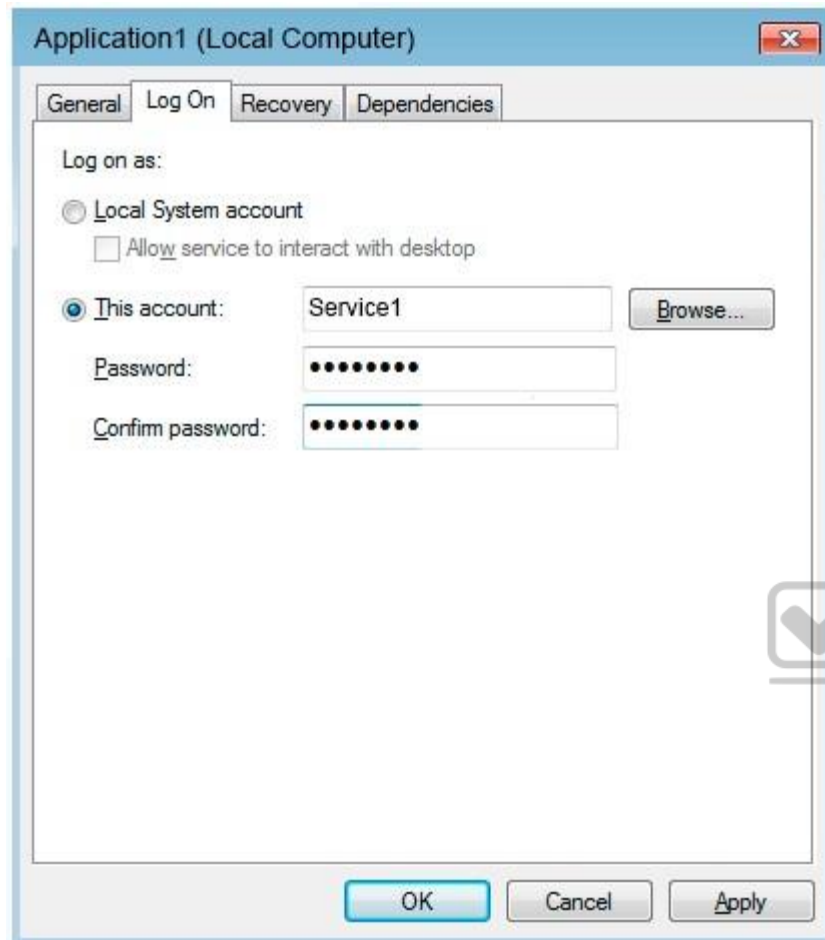 Application1 (Local Computer)
General Log On Recovery Dependencies
Log on as:
Local System account
Allow service to interact with desktop
This account: Service1 Browse...
Password: ●●●●●●●●
Confirm password: ●●●●●●●●
OK Cancel Apply